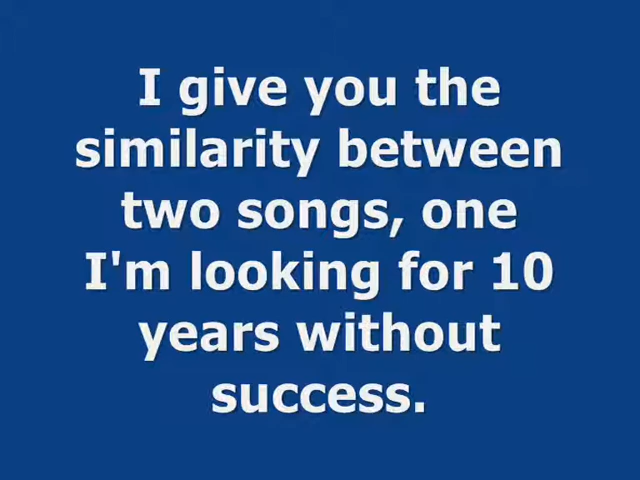 I give you the
similarity between
two songs, one
I'm looking for 10
years without
success.